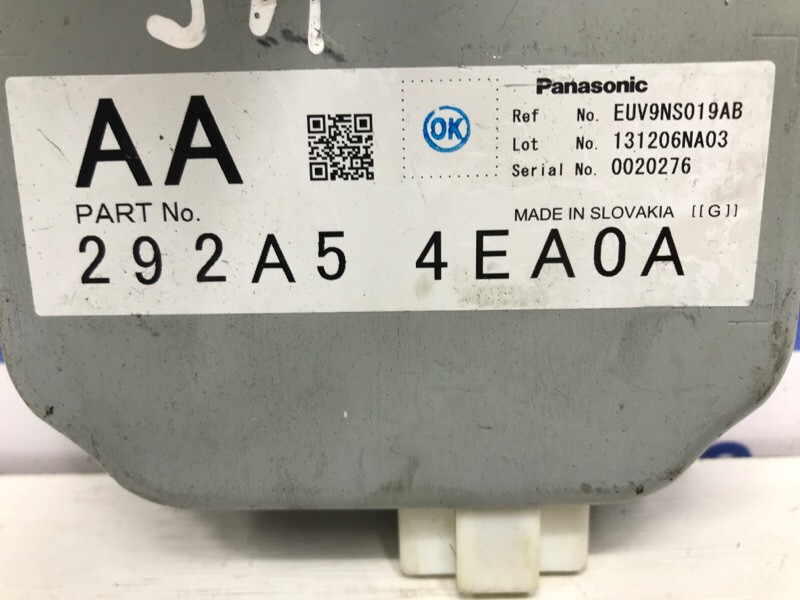 AA
OK
Panasonic
Ref No. EUV9NS019AB
Lot No. 131206NA03
Serial No. 0020276
PART No.
MADE IN SLOVAKIA [[G]]
292A5 4EA0A